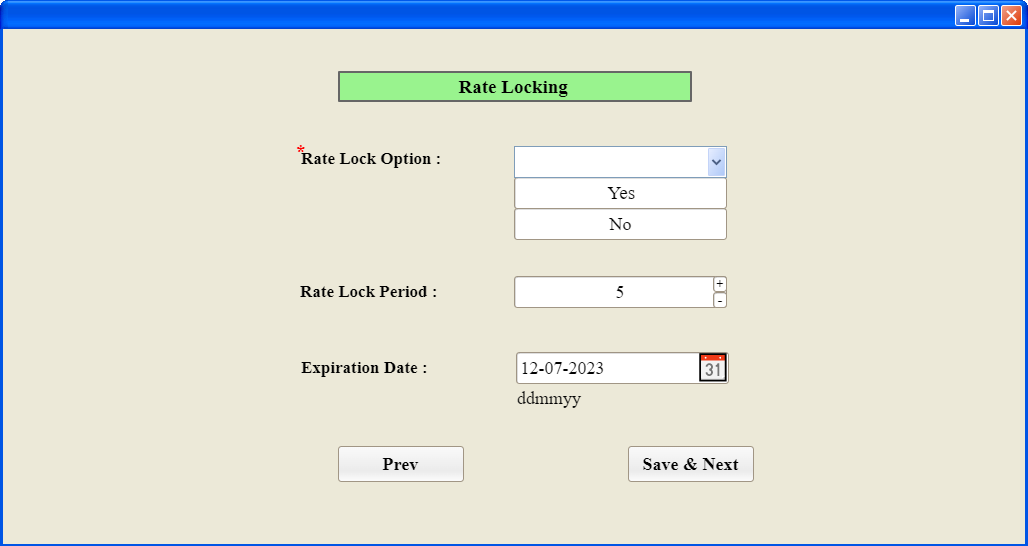 Rate Locking
*Rate Lock Option :
Yes
No
Rate Lock Period :
5
+
-
Expiration Date :
12-07-2023
31
ddmmyy
Prev
Save & Next